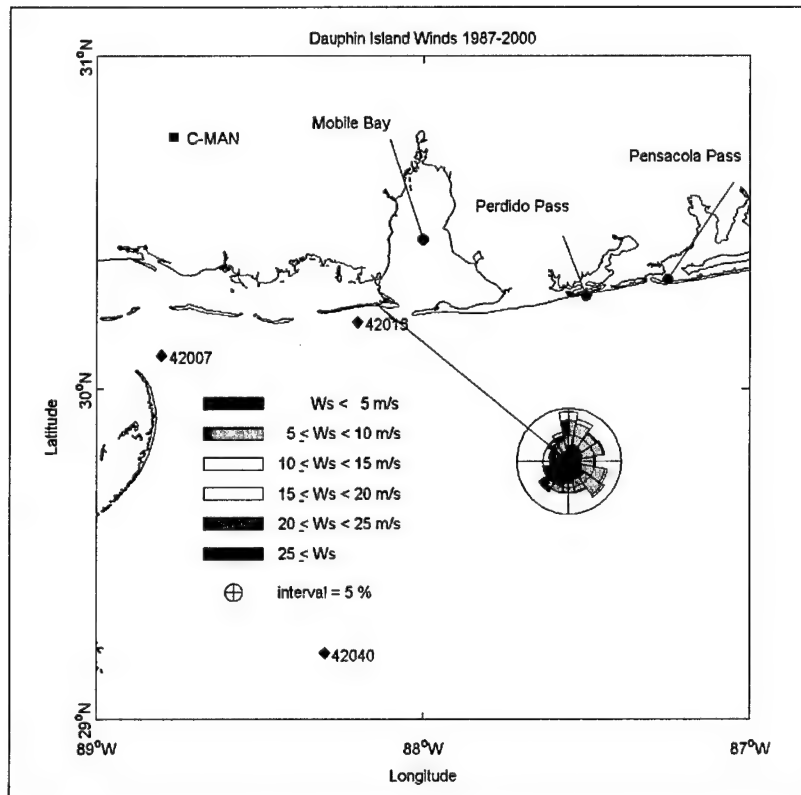 Dauphin Island Winds 1987-2000
31°N
C-MAN
Mobile Bay
Pensacola Pass
Perdido Pass
42015
42007
30°N
Latitude
Ws < 5 m/s
5 ≤ Ws < 10 m/s
10 ≤ Ws < 15 m/s
15 ≤ Ws < 20 m/s
20 ≤ Ws < 25 m/s
25 ≤ Ws
interval = 5 %
42040
29°N
89°W
88°W
87°W
Longitude